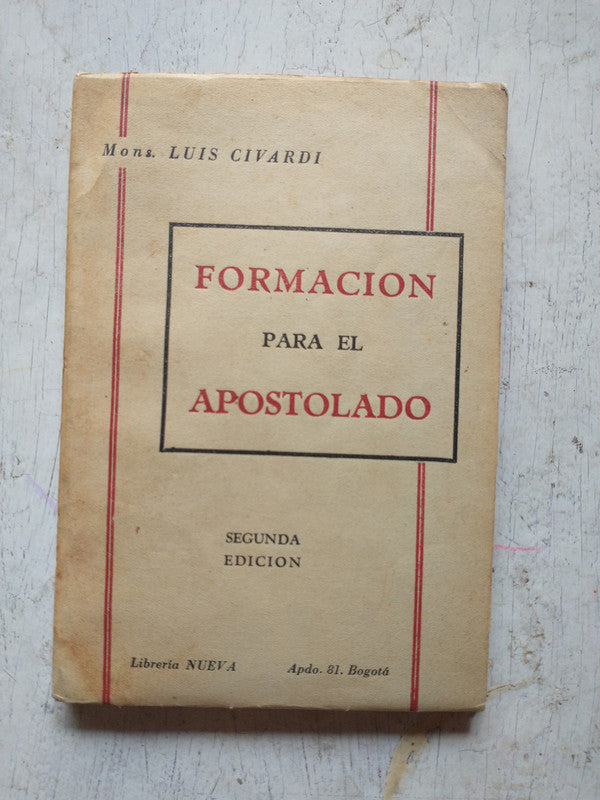 Mons. LUIS CIVARDI
FORMACION
PARA EL
APOSTOLADO
SEGUNDA
EDICION
Librería NUEVA Apdo. 81. Bogotá